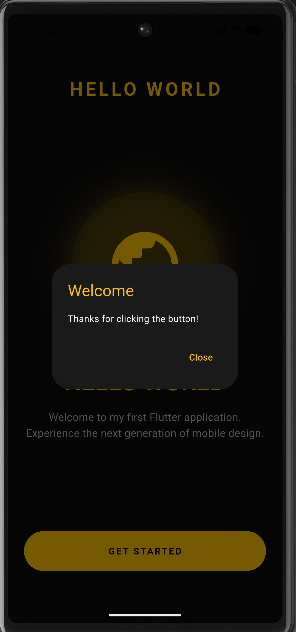 HELLO WORLD
Welcome
Thanks for clicking the button!
Close
Welcome to my first Flutter application.
Experience the next generation of mobile design.
GET STARTED